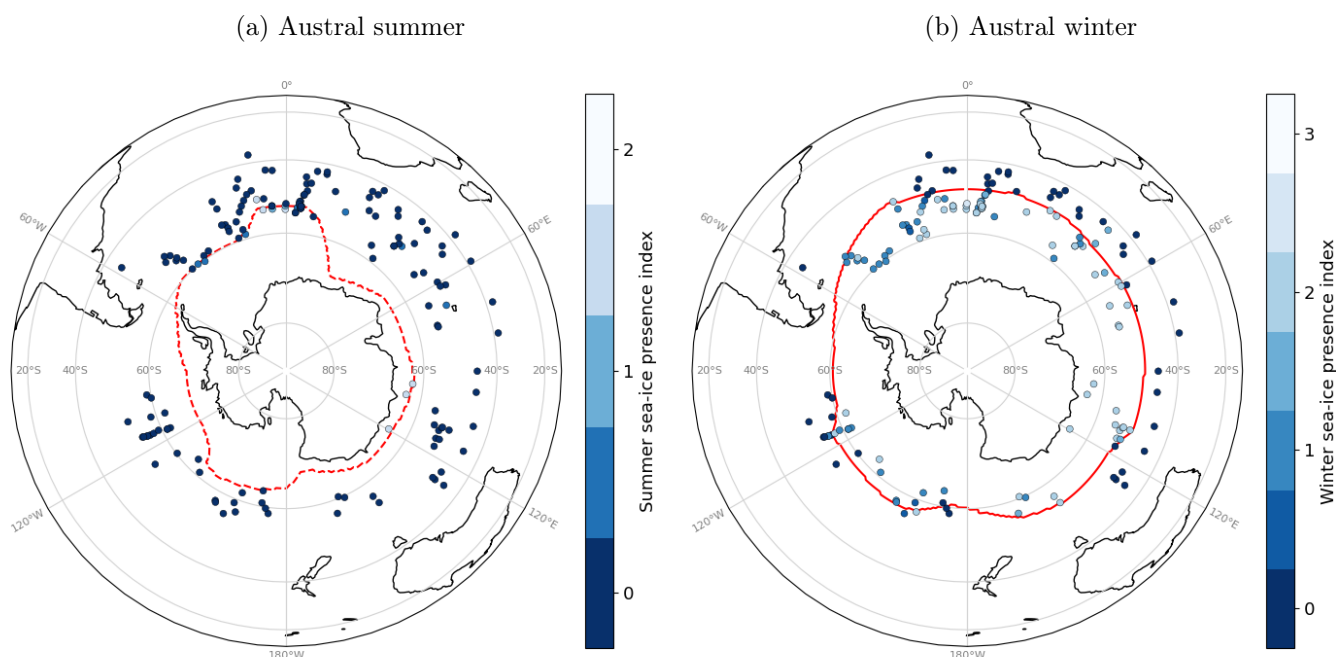 (a) Austral summer
(b) Austral winter
0°
60°W
60°E
20°S
40°S
60°S
80°S
80°S
60°S
40°S
20°S
120°W
120°E
180°W
2
1
0
Summer sea-ice presence index
0°
60°W
60°E
20°S
40°S
60°S
80°S
80°S
60°S
40°S
20°S
120°W
120°E
180°W
3
2
1
0
Winter sea-ice presence index